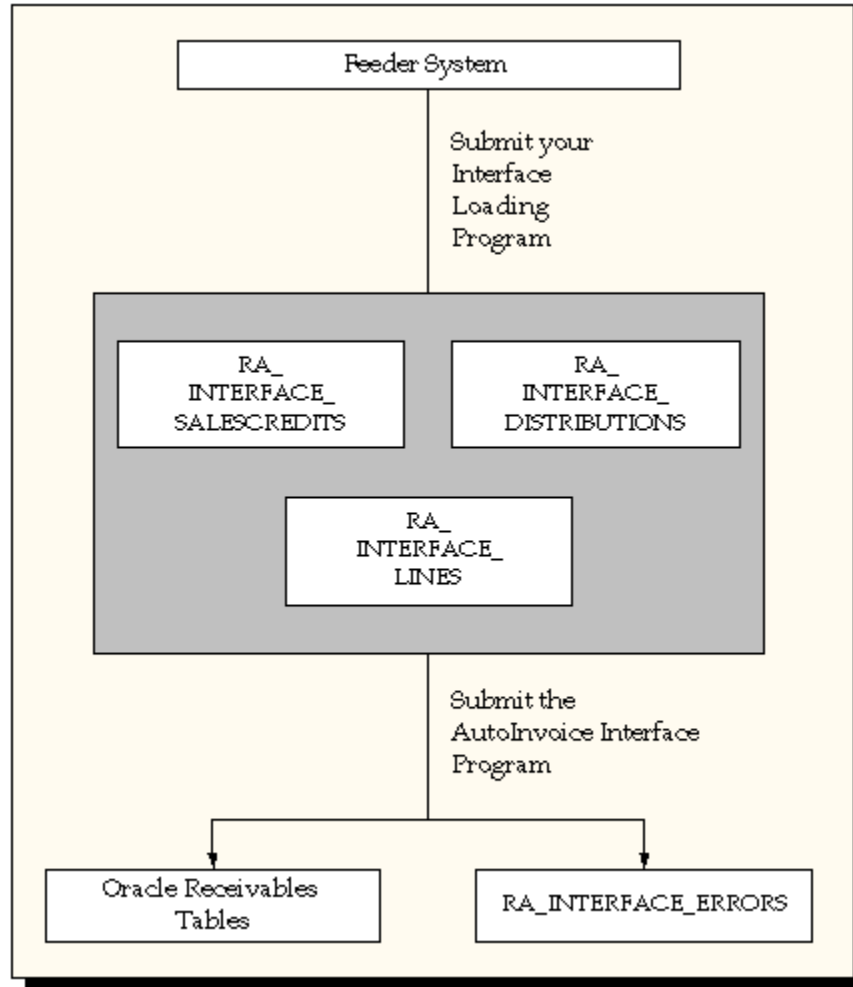 Feeder System
Submit your
Interface
Loading
Program
RA_
INTERFACE_
SALESCREDITS
RA_
INTERFACE_
DISTRIBUTIONS
RA_
INTERFACE_
LINES
Submit the
AutoInvoice Interface
Program
Oracle Receivables
Tables
RA_INTERFACE_ERRORS